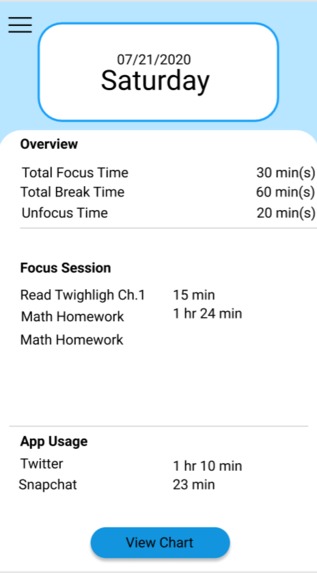 07/21/2020
Saturday
Overview
Total Focus Time 30 min(s)
Total Break Time 60 min(s)
Unfocus Time 20 min(s)
Focus Session
Read Twighligh Ch.1 15 min
Math Homework 1 hr 24 min
Math Homework
App Usage
Twitter 1 hr 10 min
Snapchat 23 min
View Chart